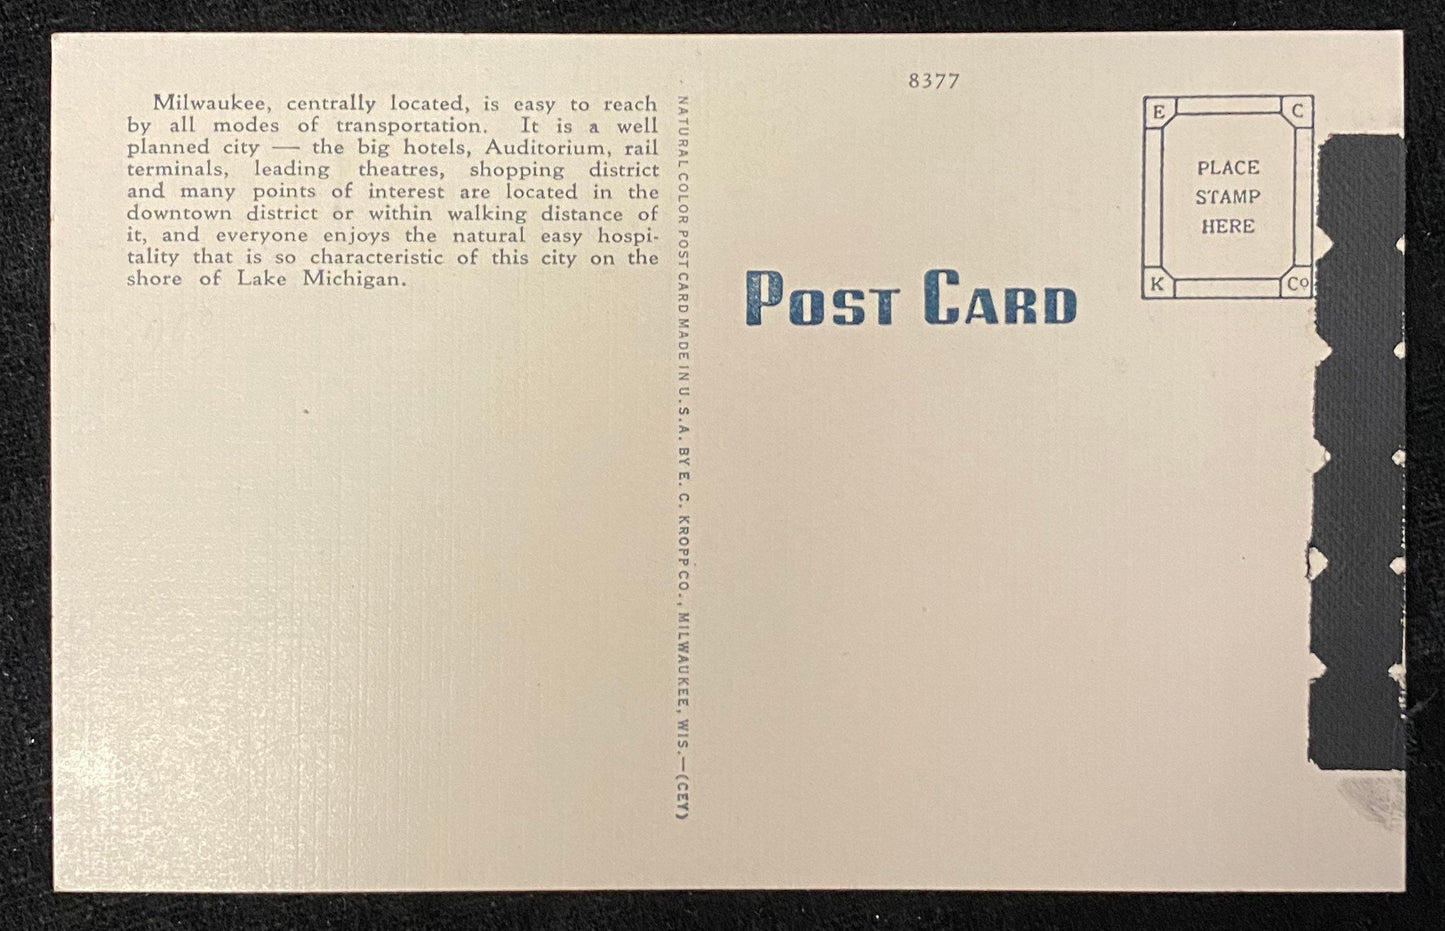 Milwaukee, centrally located, is easy to reach
by all modes of transportation. It is a well
planned city — the big hotels, Auditorium, rail
terminals, leading theatres, shopping district
and many points of interest are located in the
downtown district or within walking distance of
it, and everyone enjoys the natural easy hospi-
tality that is so characteristic of this city on the
shore of Lake Michigan.
NATURAL COLOR POST CARD MADE IN U.S.A. BY E. C. KROPP CO., MILWAUKEE, WIS.—(CEY)
8377
POST CARD
E C
PLACE
STAMP
HERE
K Co